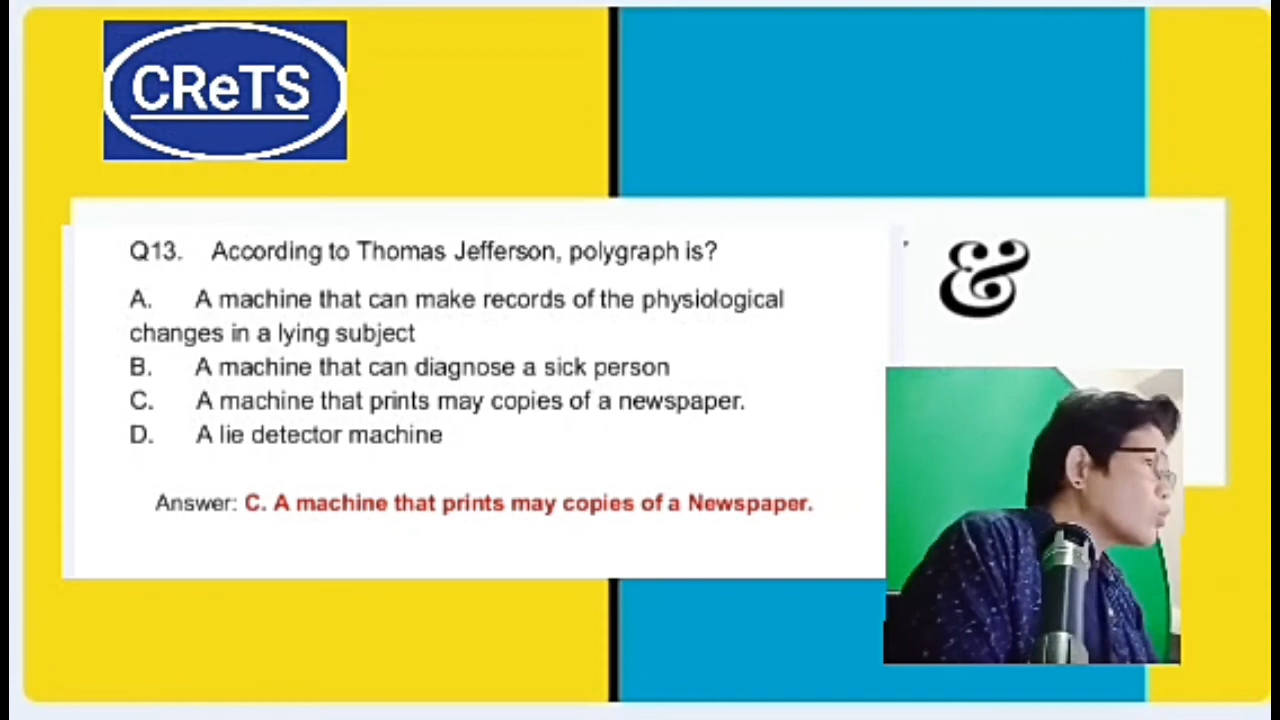 CReTS
Q13. According to Thomas Jefferson, polygraph is?
&
A. A machine that can make records of the physiological
changes in a lying subject
B. A machine that can diagnose a sick person
C. A machine that prints may copies of a newspaper.
D. A lie detector machine
Answer: C. A machine that prints may copies of a Newspaper.